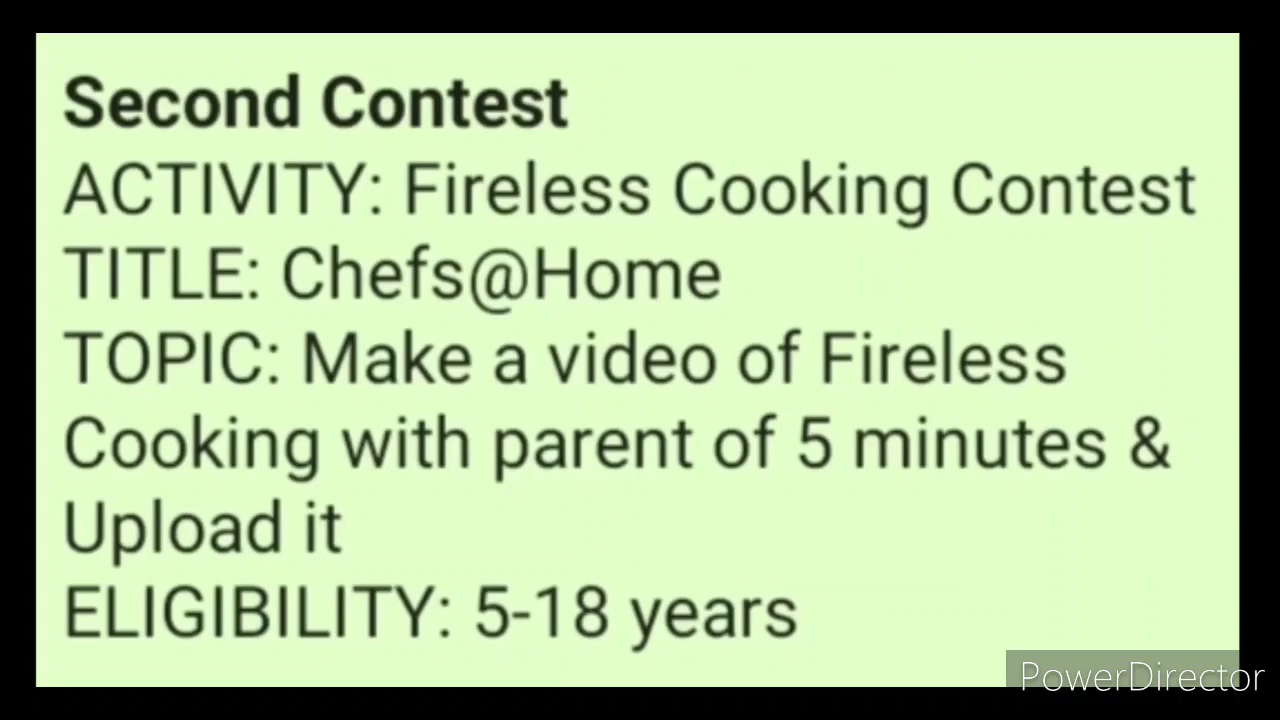 Second Contest
ACTIVITY: Fireless Cooking Contest
TITLE: Chefs@Home
TOPIC: Make a video of Fireless
Cooking with parent of 5 minutes &
Upload it
ELIGIBILITY: 5-18 years
PowerDirector